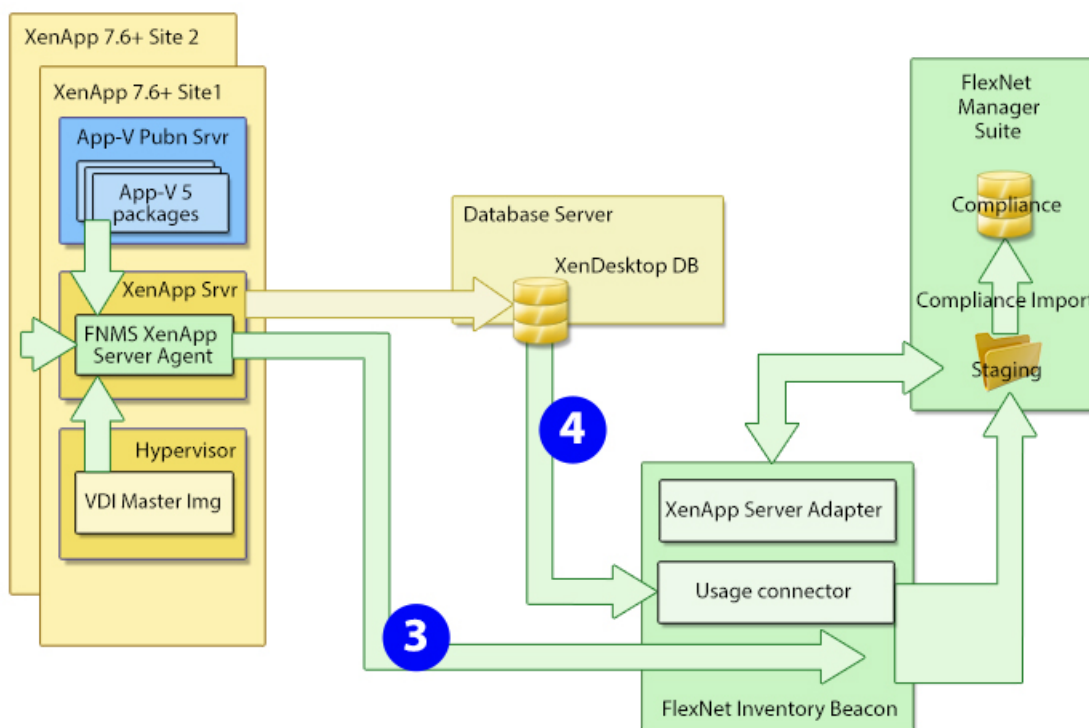 XenApp 7.6+ Site 2
XenApp 7.6+ Site1
App-V Pubn Srvr
App-V 5
packages
XenApp Srvr
FNMS XenApp
Server Agent
Hypervisor
VDI Master Img
Database Server
XenDesktop DB
4
3
FlexNet
Manager
Suite
Compliance
Compliance Import
Staging
XenApp Server Adapter
Usage connector
FlexNet Inventory Beacon